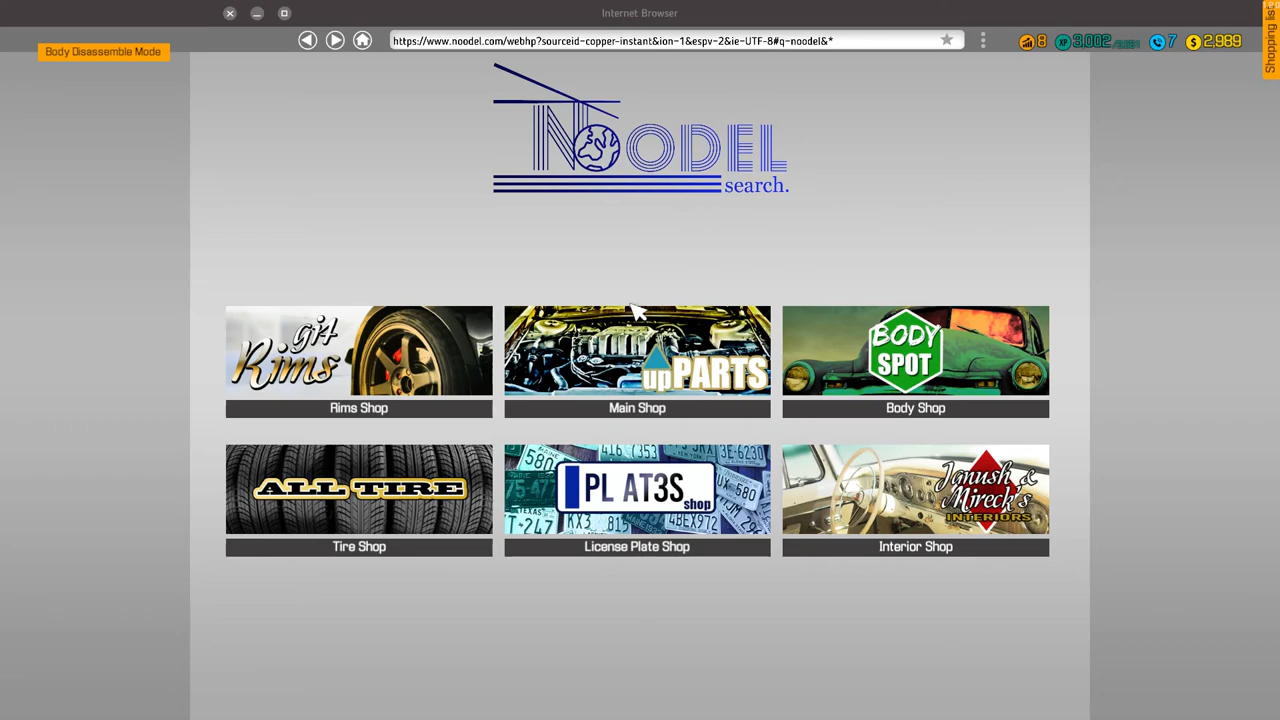 Internet Browser
Body Disassemble Mode
https://www.noodel.com/webhp?sourceid-copper-instant&ion-1&espv-2&ie-UTF-8#q-noodel&*
8
XP 3,002
7
$ 2,989
Shopping list
NOODEL
search.
git Rims
upPARTS
BODY SPOT
Rims Shop
Main Shop
Body Shop
ALL TIRE
PL AT3S
shop
Janush &
Mireck's
INTERIORS
Tire Shop
License Plate Shop
Interior Shop